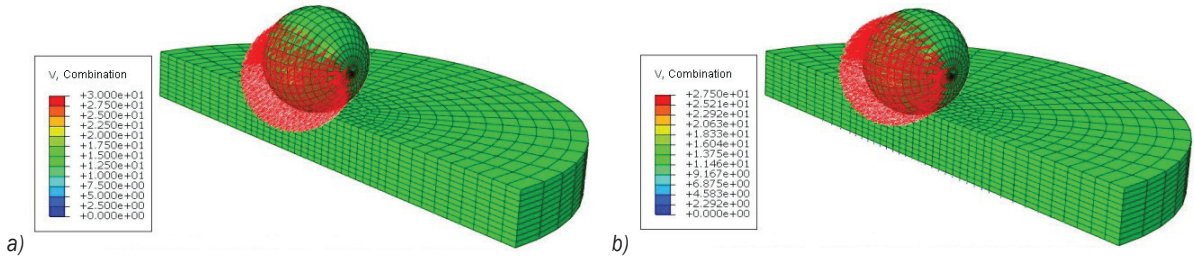 V, Combination
+3.000e+01
+2.750e+01
+2.500e+01
+2.250e+01
+2.000e+01
+1.750e+01
+1.500e+01
+1.250e+01
+1.000e+01
+7.500e+00
+5.000e+00
+2.500e+00
+0.000e+00
a)
V, Combination
+2.750e+01
+2.521e+01
+2.292e+01
+2.063e+01
+1.833e+01
+1.604e+01
+1.375e+01
+1.146e+01
+9.167e+00
+6.875e+00
+4.583e+00
+2.292e+00
+0.000e+00
b)